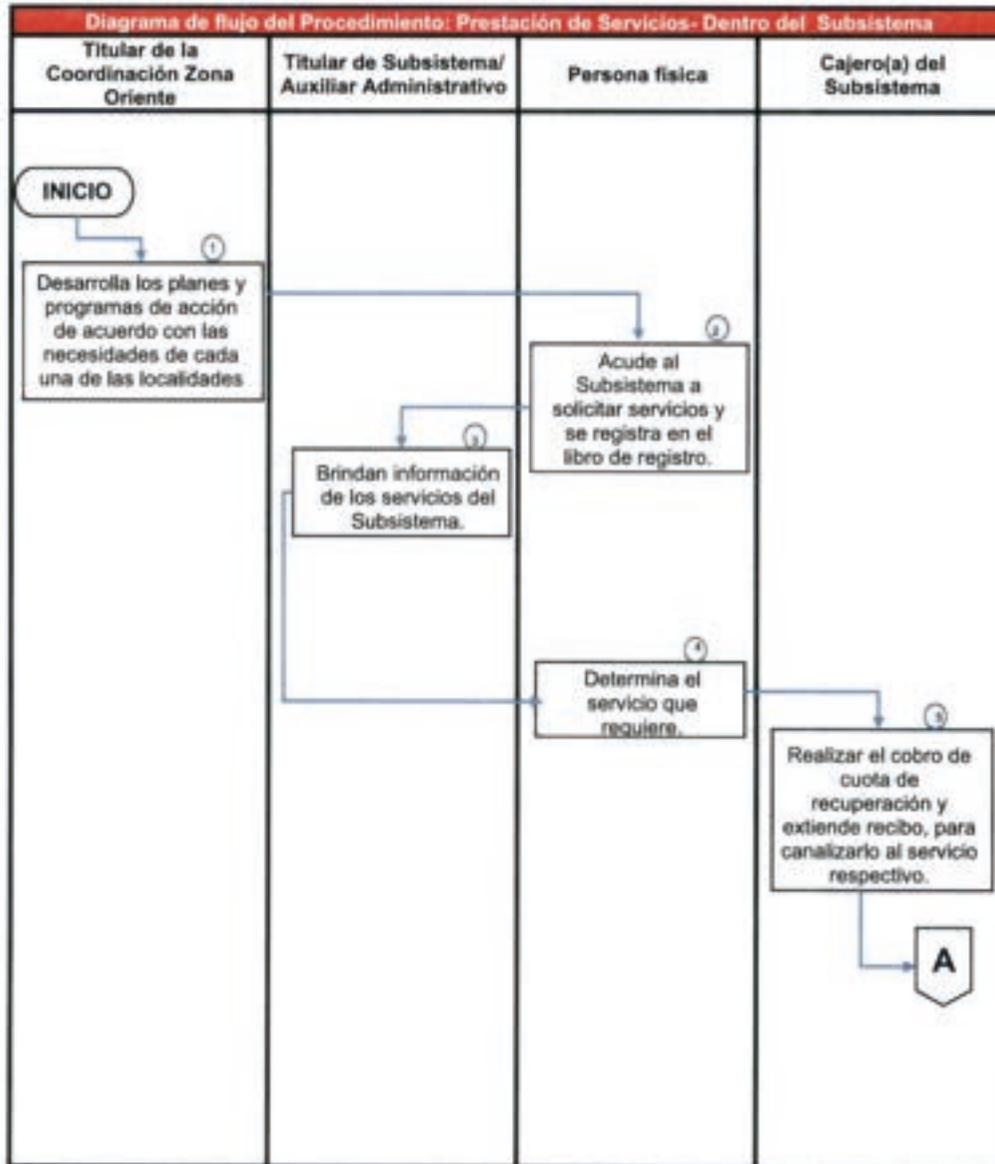 Diagrama de flujo del Procedimiento: Prestación de Servicios- Dentro del Subsistema
Titular de la
Coordinación Zona
Oriente
Titular de Subsistema/
Auxiliar Administrativo
Persona física
Cajero(a) del
Subsistema
INICIO
1
Desarrolla los planes y
programas de acción
de acuerdo con las
necesidades de cada
una de las localidades
2
Acude al
Subsistema a
solicitar servicios y
se registra en el
libro de registro.
3
Brindan información
de los servicios del
Subsistema.
4
Determina el
servicio que
requiere.
5
Realizar el cobro de
cuota de
recuperación y
extiende recibo, para
canalizarlo al servicio
respectivo.
A